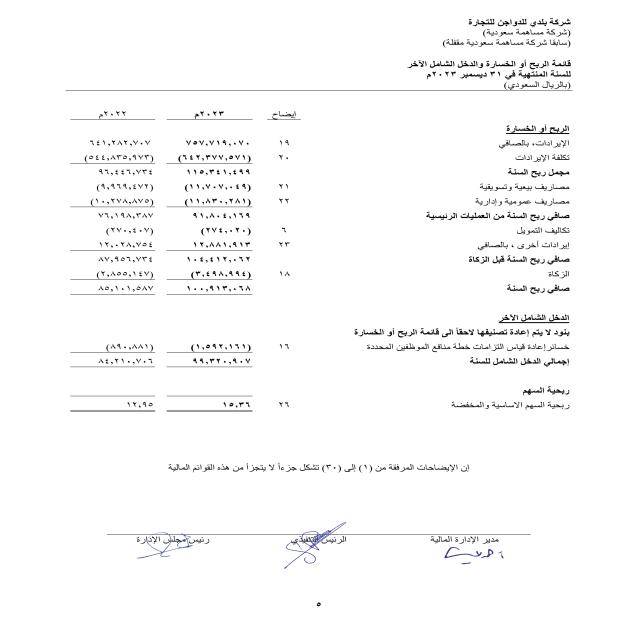 شركة بلدي للدواجن للتجارة
(شركة مساهمة سعودية)
(سابقا شركة مساهمة سعودية مقفلة)
قائمة الربح أو الخسارة والدخل الشامل الآخر
للسنة المنتهية في ٣١ ديسمبر ٢٠٢٣م
(بالريال السعودي)
إيضاح ٢٠٢٣م ٢٠٢٢م
الربح أو الخسارة
الإيرادات، بالصافي ١٩ ٧٥٧,٧١٩,٠٧٠ ٦٤١,٢٨٢,٧٠٧
تكلفة الإيرادات ٢٠ (٦٤٢,٣٧٧,٥٧١) (٥٤٤,٨٣٥,٩٧٣)
مجمل ربح السنة ١١٥,٣٤١,٤٩٩ ٩٦,٤٤٦,٧٣٤
مصاريف بيعية وتسويقية ٢١ (١١,٧٠٧,٠٤٩) (٩,٩٦٩,٤٧٢)
مصاريف عمومية وإدارية ٢٢ (١١,٨٣٠,٢٨١) (١٠,٢٧٨,٨٧٥)
صافي ربح السنة من العمليات الرئيسية ٩١,٨٠٤,١٦٩ ٧٦,١٩٨,٣٨٧
تكاليف التمويل ٦ (٢٧٤,٠٢٠) (٢٧٠,٤٠٧)
إيرادات أخرى ، بالصافي ٢٣ ١٢,٨٨١,٩١٣ ١٢,٠٢٨,٧٥٤
صافي ربح السنة قبل الزكاة ١٠٤,٤١٢,٠٦٢ ٨٧,٩٥٦,٧٣٤
الزكاة ١٨ (٣,٤٩٨,٩٩٤) (٢,٨٥٥,١٤٧)
صافي ربح السنة ١٠٠,٩١٣,٠٦٨ ٨٥,١٠١,٥٨٧
الدخل الشامل الآخر
بنود لا يتم إعادة تصنيفها لاحقاً الى قائمة الربح أو الخسارة
خسائر إعادة قياس التزامات خطة منافع الموظفين المحددة ١٦ (١,٥٩٢,١٦١) (٨٩٠,٨٨١)
إجمالي الدخل الشامل للسنة ٩٩,٣٢٠,٩٠٧ ٨٤,٢١٠,٧٠٦
ربحية السهم
ربحية السهم الاساسية والمخفضة ٢٦ ١٥,٣٦ ١٢,٩٥
إن الإيضاحات المرفقة من (١) إلى (٣٠) تشكل جزءاً لا يتجزأ من هذه القوائم المالية
مدير الإدارة المالية الرئيس التنفيذي رئيس مجلس الإدارة
٥